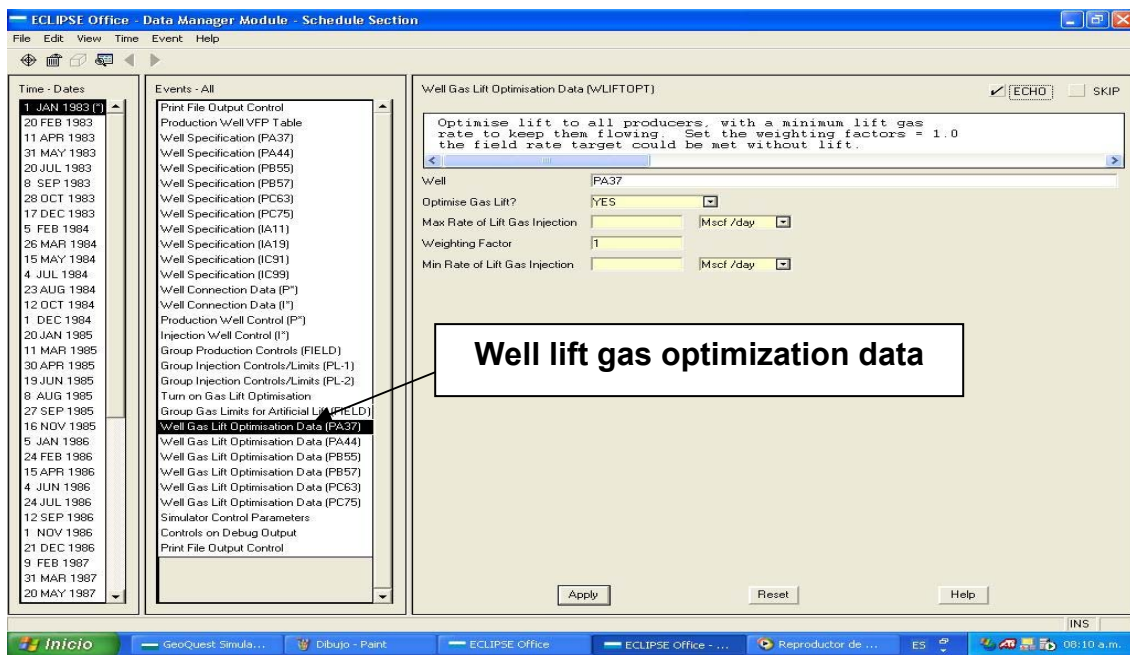 ECLIPSE Office - Data Manager Module - Schedule Section
File Edit View Time Event Help
Time - Dates
1 JAN 1983 (*)
20 FEB 1983
11 APR 1983
31 MAY 1983
20 JUL 1983
8 SEP 1983
28 OCT 1983
17 DEC 1983
5 FEB 1984
26 MAR 1984
15 MAY 1984
4 JUL 1984
23 AUG 1984
12 OCT 1984
1 DEC 1984
20 JAN 1985
11 MAR 1985
30 APR 1985
19 JUN 1985
8 AUG 1985
27 SEP 1985
16 NOV 1985
5 JAN 1986
24 FEB 1986
15 APR 1986
4 JUN 1986
24 JUL 1986
12 SEP 1986
1 NOV 1986
21 DEC 1986
9 FEB 1987
31 MAR 1987
20 MAY 1987
Events - All
Print File Output Control
Production Well VFP Table
Well Specification (PA37)
Well Specification (PA44)
Well Specification (PB55)
Well Specification (PB57)
Well Specification (PC63)
Well Specification (PC75)
Well Specification (IA11)
Well Specification (IA19)
Well Specification (IC91)
Well Specification (IC99)
Well Connection Data (P*)
Well Connection Data (I*)
Production Well Control (P*)
Injection Well Control (I*)
Group Production Controls (FIELD)
Group Injection Controls/Limits (PL-1)
Group Injection Controls/Limits (PL-2)
Turn on Gas Lift Optimisation
Group Gas Limits for Artificial Lift (FIELD)
Well Gas Lift Optimisation Data (PA37)
Well Gas Lift Optimisation Data (PA44)
Well Gas Lift Optimisation Data (PB55)
Well Gas Lift Optimisation Data (PB57)
Well Gas Lift Optimisation Data (PC63)
Well Gas Lift Optimisation Data (PC75)
Simulator Control Parameters
Controls on Debug Output
Print File Output Control
Well Gas Lift Optimisation Data (WLIFTOPT)
ECHO SKIP
Optimise lift to all producers, with a minimum lift gas
rate to keep them flowing. Set the weighting factors = 1.0
the field rate target could be met without lift.
Well PA37
Optimise Gas Lift? YES
Max Rate of Lift Gas Injection Mscf /day
Weighting Factor 1
Min Rate of Lift Gas Injection Mscf /day
Well lift gas optimization data
Apply Reset Help
INS
Inicio GeoQuest Simula... Dibujo - Paint ECLIPSE Office ECLIPSE Office - ... Reproductor de ... ES 08:10 a.m.